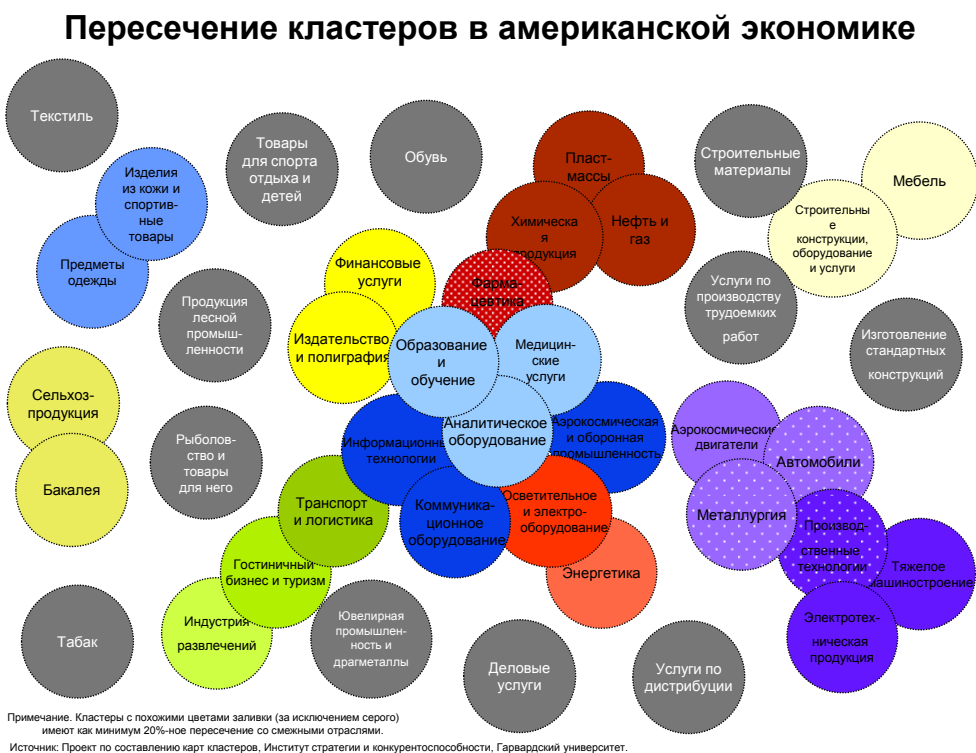 Пересечение кластеров в американской экономике
Текстиль
Товары
для спорта
отдыха и
детей
Обувь
Пласт-
массы
Строительные
материалы
Мебель
Изделия
из кожи и
спортив-
ные
товары
Химическа
я
продукция
Нефть и
газ
Строительны
е
конструкции,
оборудование
и услуги
Предметы
одежды
Финансовые
услуги
Фарма-
цевтика
Услуги по
производству
трудоемких
работ
Продукция
лесной
промыш-
ленности
Издательство
и полиграфия
Образование
и
обучение
Медицин-
ские
услуги
Изготовление
стандартных
конструкций
Сельхоз-
продукция
Аналитическое
оборудование
Информационные
технологии
Аэрокосмическая
и оборонная
промышленность
Аэрокосмические
двигатели
Автомобили
Рыболов-
ство и
товары
для него
Бакалея
Транспорт
и логистика
Коммуника-
ционное
оборудование
Осветительное
и электро-
оборудование
Металлургия
Производ-
ственные
технологии
Гостиничный
бизнес и туризм
Энергетика
Тяжелое
машиностроение
Индустрия
развлечений
Ювелирная
промышлен-
ность и
драгметаллы
Электротех-
ническая
продукция
Табак
Деловые
услуги
Услуги по
дистрибуции
Примечание. Кластеры с похожими цветами заливки (за исключением серого)
имеют как минимум 20%-ное пересечение со смежными отраслями.
Источник: Проект по составлению карт кластеров, Институт стратегии и конкурентоспособности, Гарвардский университет.